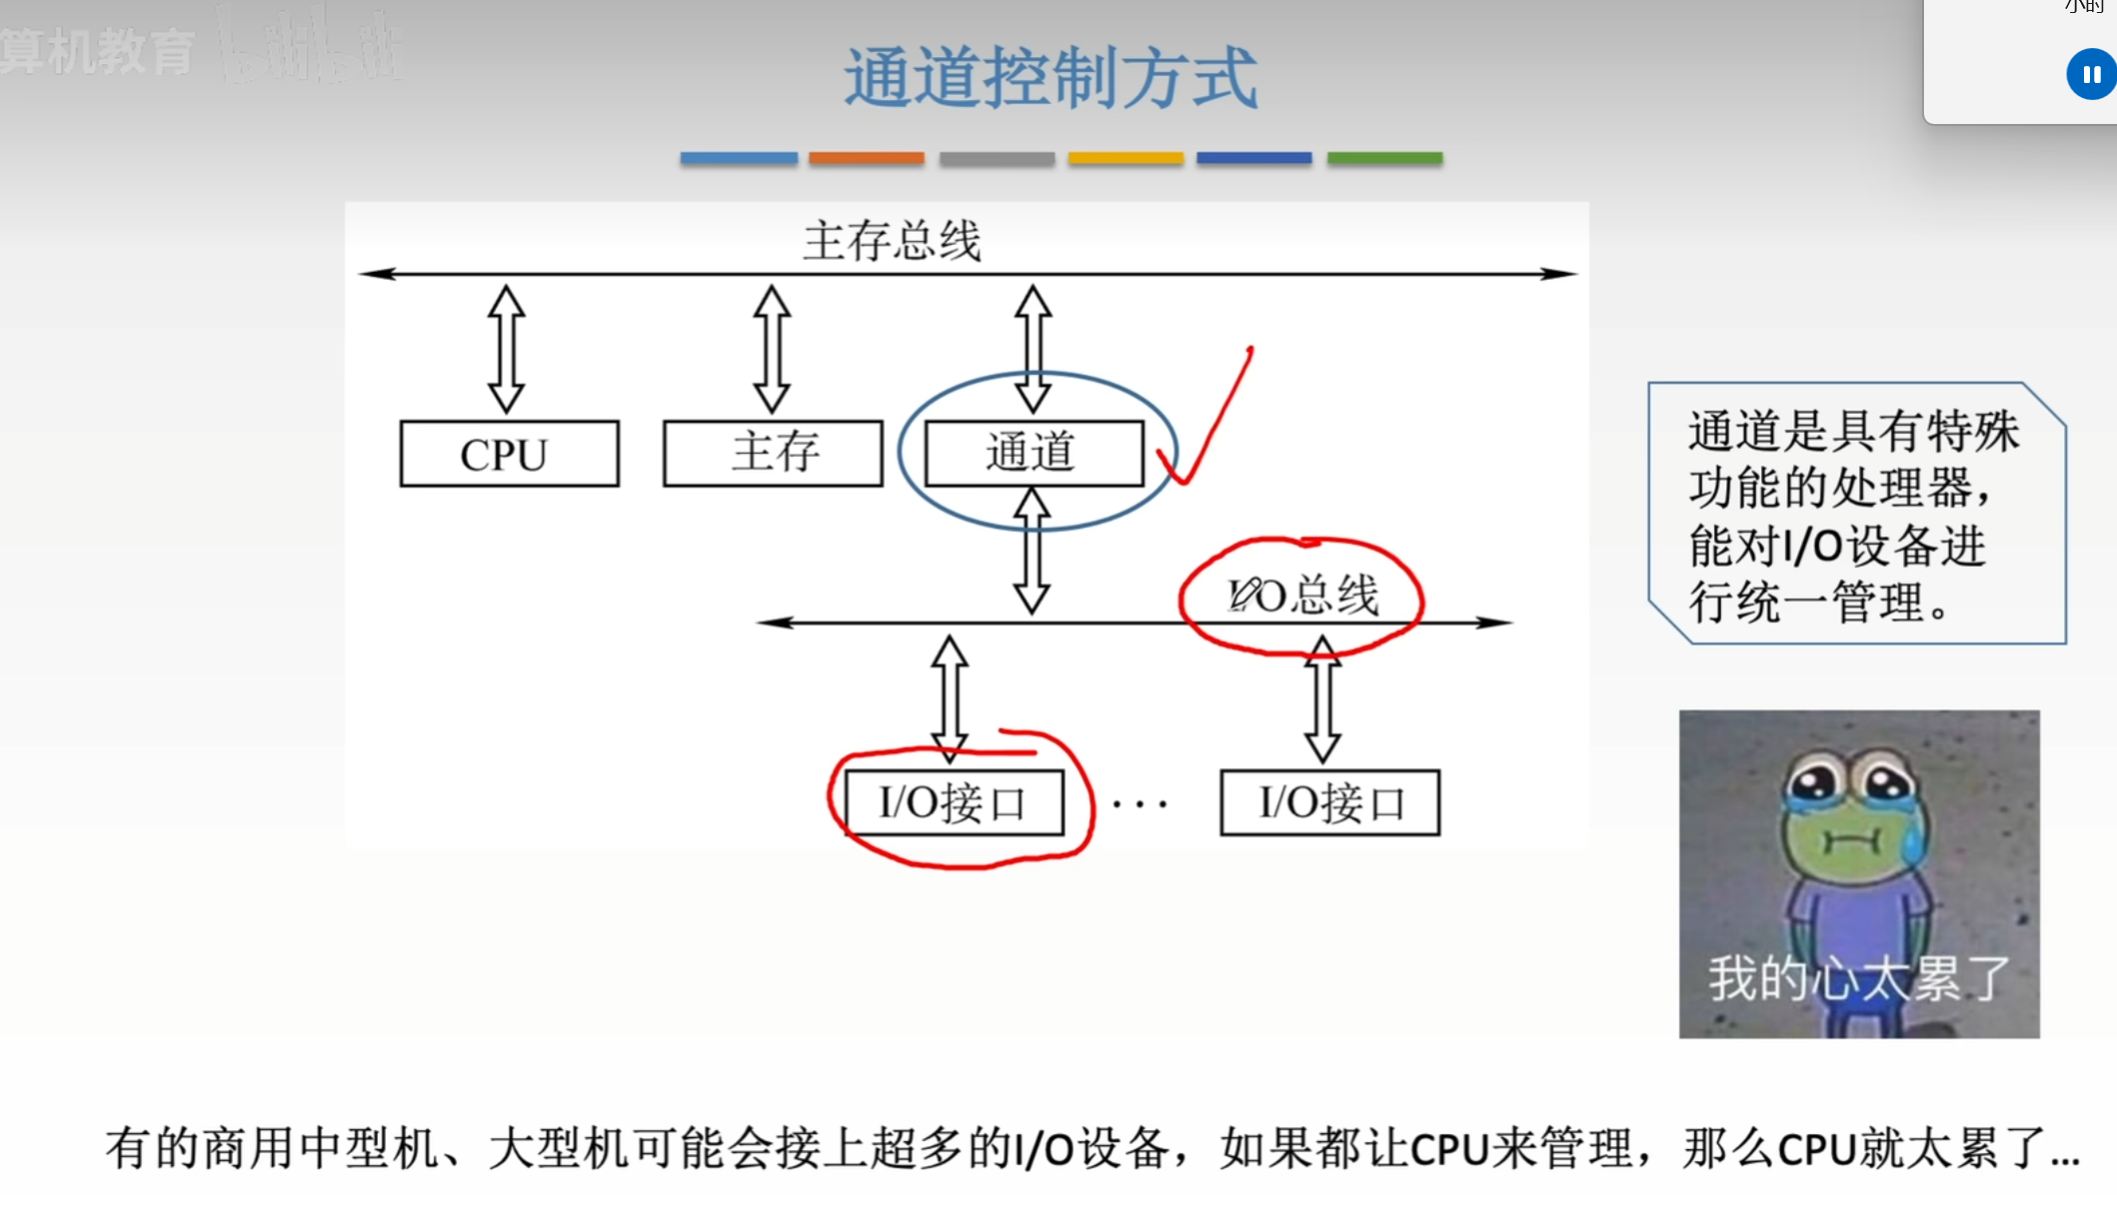 小时
算机教育 bilibili
通道控制方式
主存总线
CPU
主存
通道
I/O总线
I/O接口
···
I/O接口
通道是具有特殊
功能的处理器，
能对I/O设备进
行统一管理。
我的心太累了
有的商用中型机、大型机可能会接上超多的I/O设备，如果都让CPU来管理，那么CPU就太累了...